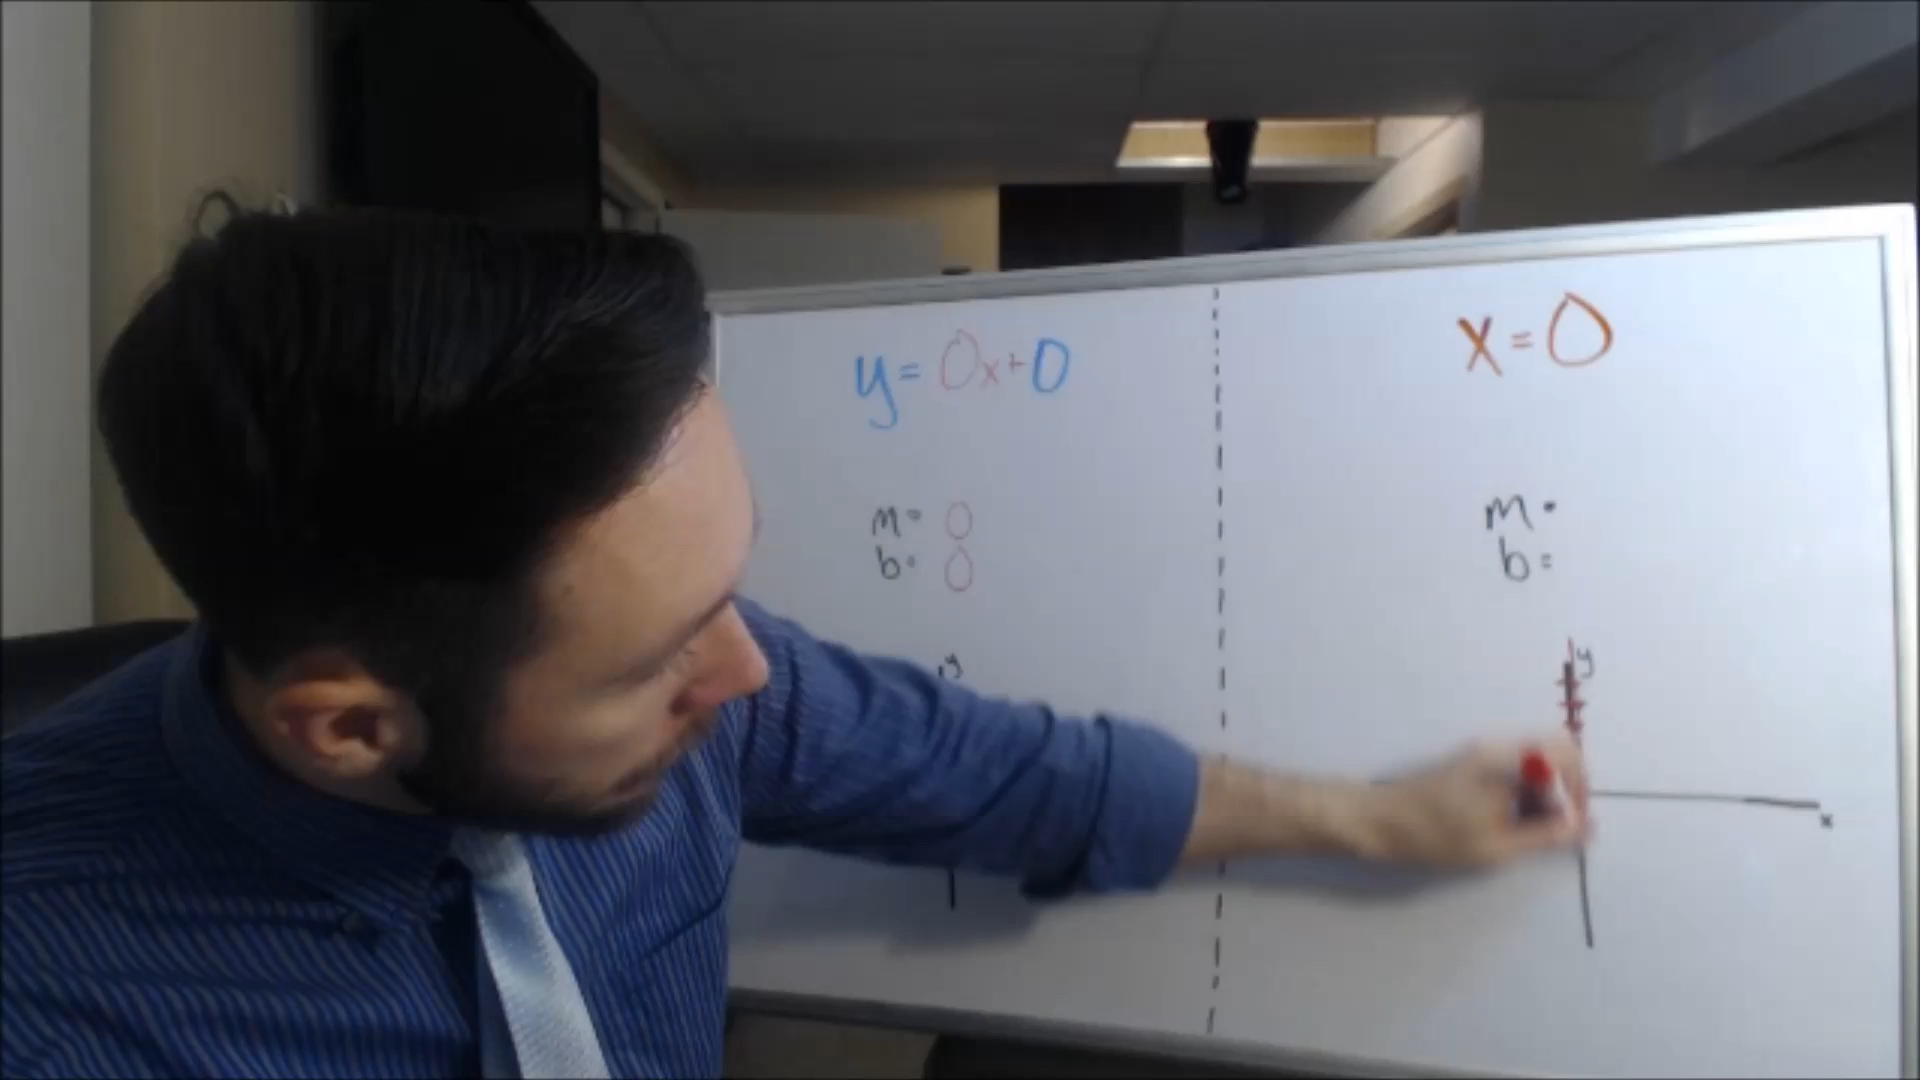 y = 0x+0
m= 0
b= 0
y
x = 0
m =
b =
y
x